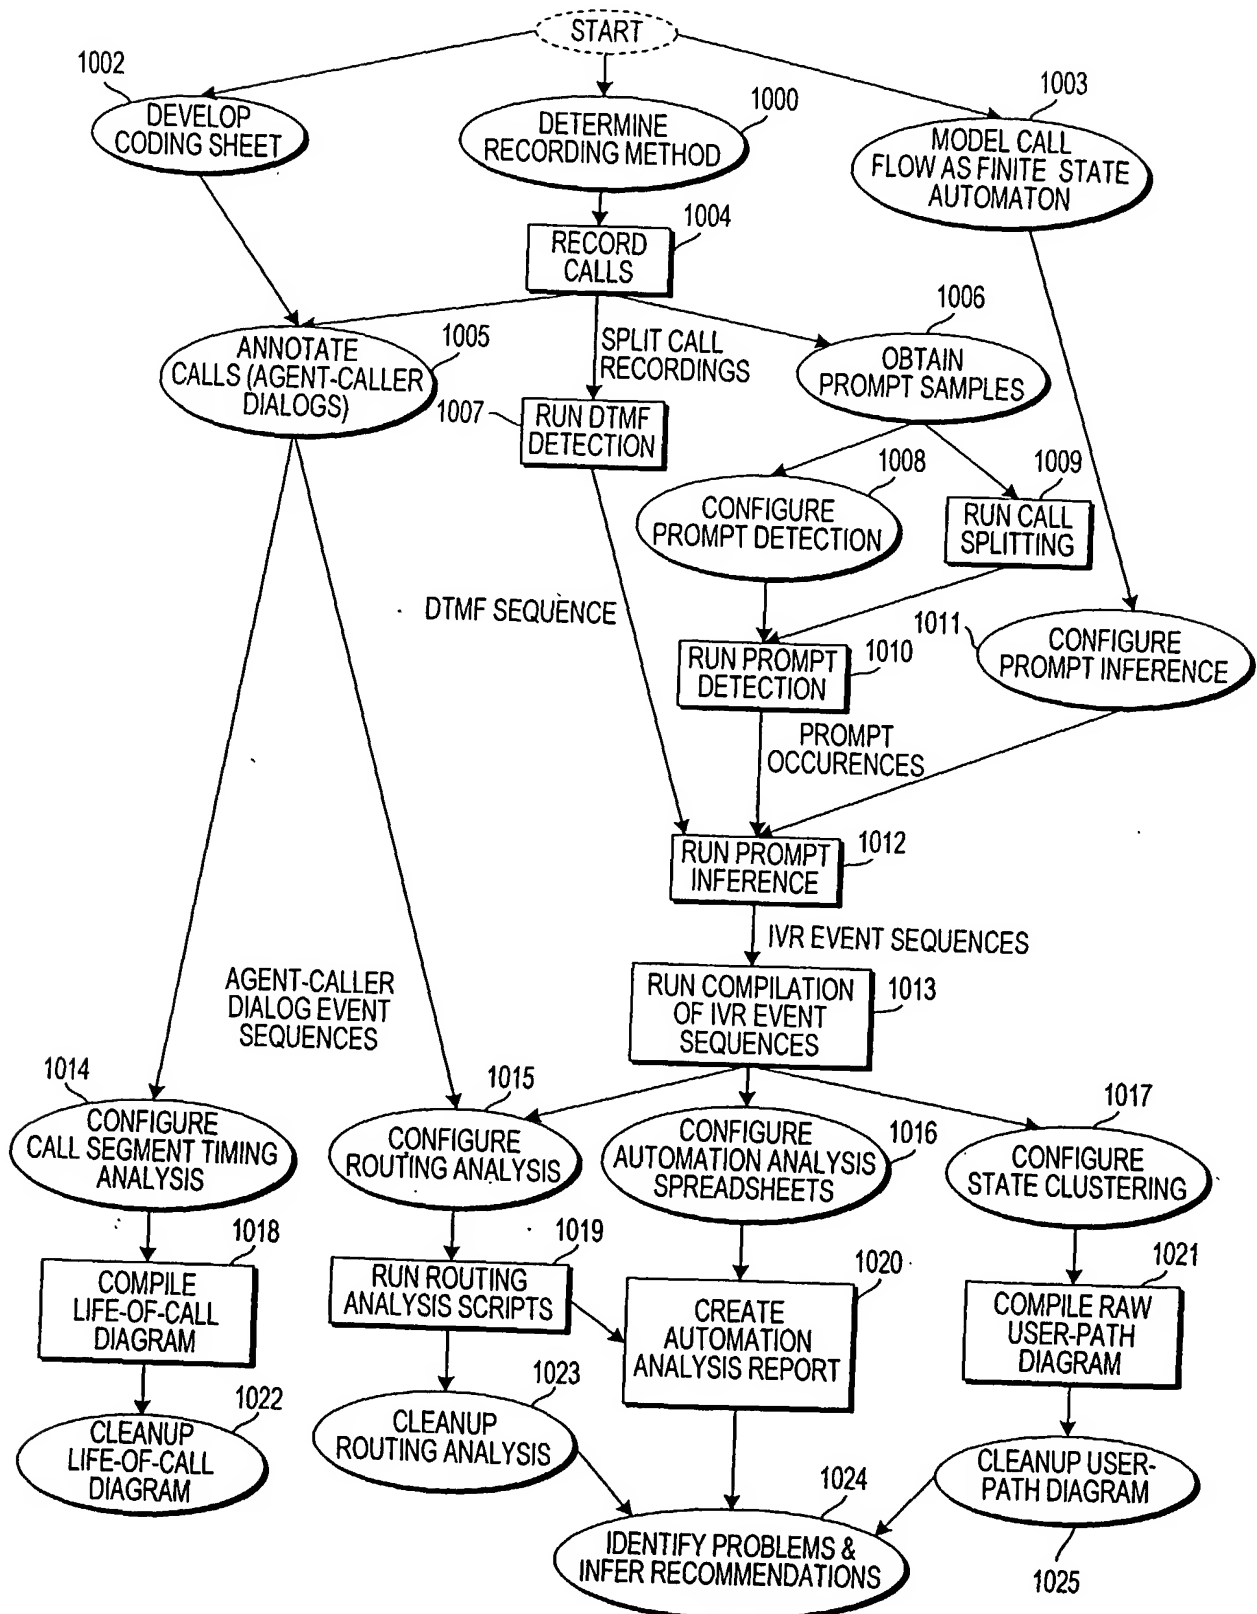 START
1002
DEVELOP
CODING SHEET
1000
DETERMINE
RECORDING METHOD
1003
MODEL CALL
FLOW AS FINITE STATE
AUTOMATON
1004
RECORD
CALLS
1005
ANNOTATE
CALLS (AGENT-CALLER
DIALOGS)
SPLIT CALL
RECORDINGS
1006
OBTAIN
PROMPT SAMPLES
1007
RUN DTMF
DETECTION
1008
CONFIGURE
PROMPT DETECTION
1009
RUN CALL
SPLITTING
DTMF SEQUENCE
1010
RUN PROMPT
DETECTION
1011
CONFIGURE
PROMPT INFERENCE
PROMPT
OCCURENCES
1012
RUN PROMPT
INFERENCE
IVR EVENT SEQUENCES
1013
RUN COMPILATION
OF IVR EVENT
SEQUENCES
AGENT-CALLER
DIALOG EVENT
SEQUENCES
1014
CONFIGURE
CALL SEGMENT TIMING
ANALYSIS
1015
CONFIGURE
ROUTING ANALYSIS
1016
CONFIGURE
AUTOMATION ANALYSIS
SPREADSHEETS
1017
CONFIGURE
STATE CLUSTERING
1018
COMPILE
LIFE-OF-CALL
DIAGRAM
1019
RUN ROUTING
ANALYSIS SCRIPTS
1020
CREATE
AUTOMATION
ANALYSIS REPORT
1021
COMPILE RAW
USER-PATH
DIAGRAM
1022
CLEANUP
LIFE-OF-CALL
DIAGRAM
1023
CLEANUP
ROUTING ANALYSIS
1024
IDENTIFY PROBLEMS &
INFER RECOMMENDATIONS
CLEANUP USER-
PATH DIAGRAM
1025